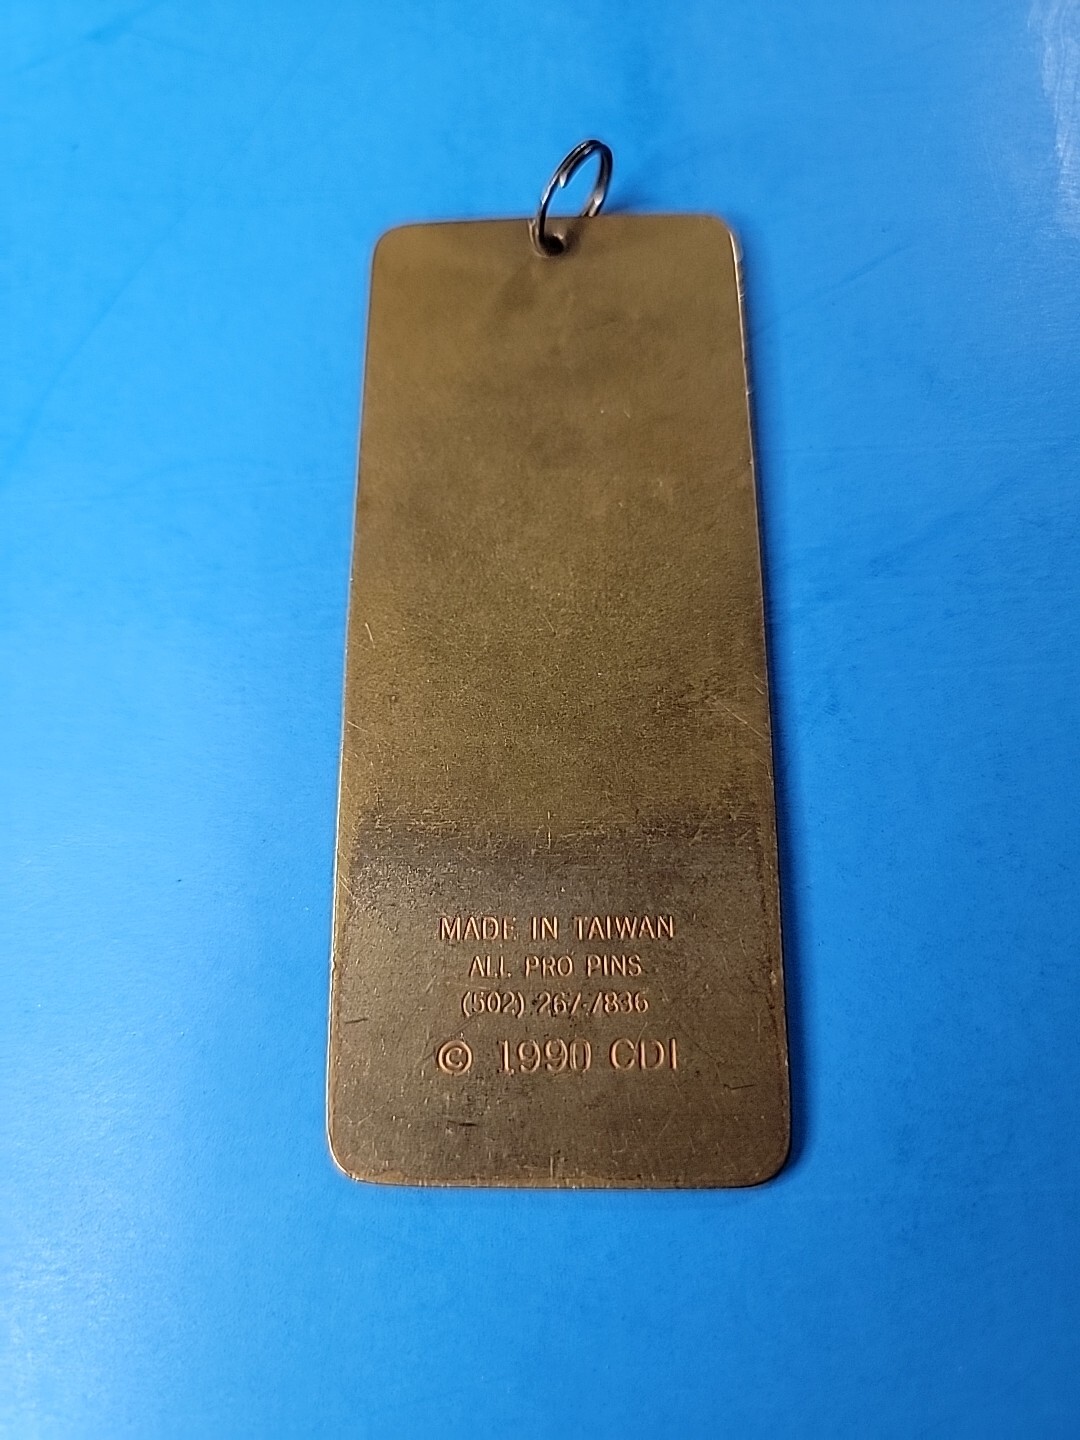 MADE IN TAIWAN
ALL PRO PINS
(502) 267-7836
© 1990 CDI